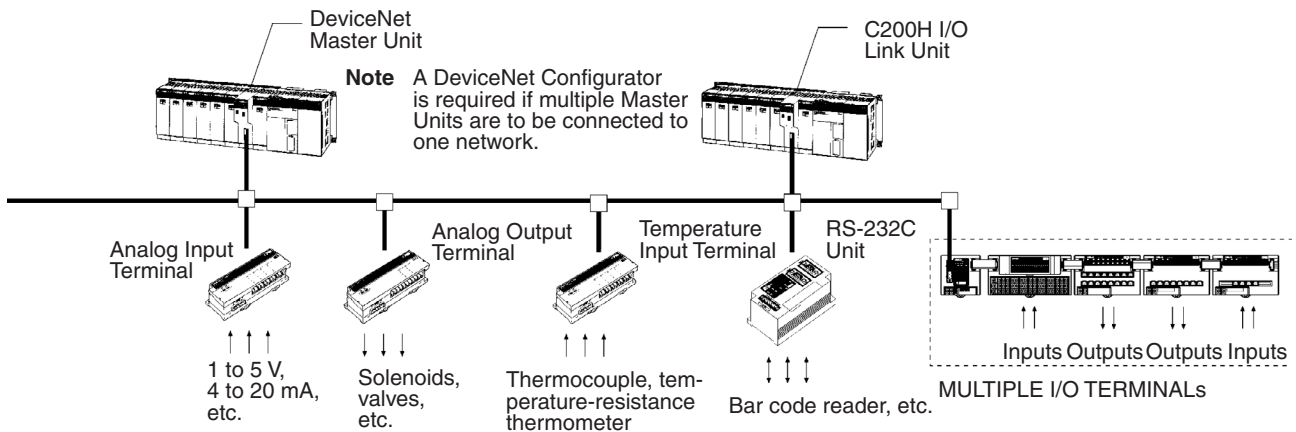 DeviceNet
Master Unit
Note A DeviceNet Configurator
is required if multiple Master
Units are to be connected to
one network.
C200H I/O
Link Unit
Analog Input
Terminal
Analog Output
Terminal
Temperature
Input Terminal
RS-232C
Unit
1 to 5 V,
4 to 20 mA,
etc.
Solenoids,
valves,
etc.
Thermocouple, tem-
perature-resistance
thermometer
Bar code reader, etc.
Inputs Outputs Outputs Inputs
MULTIPLE I/O TERMINALs